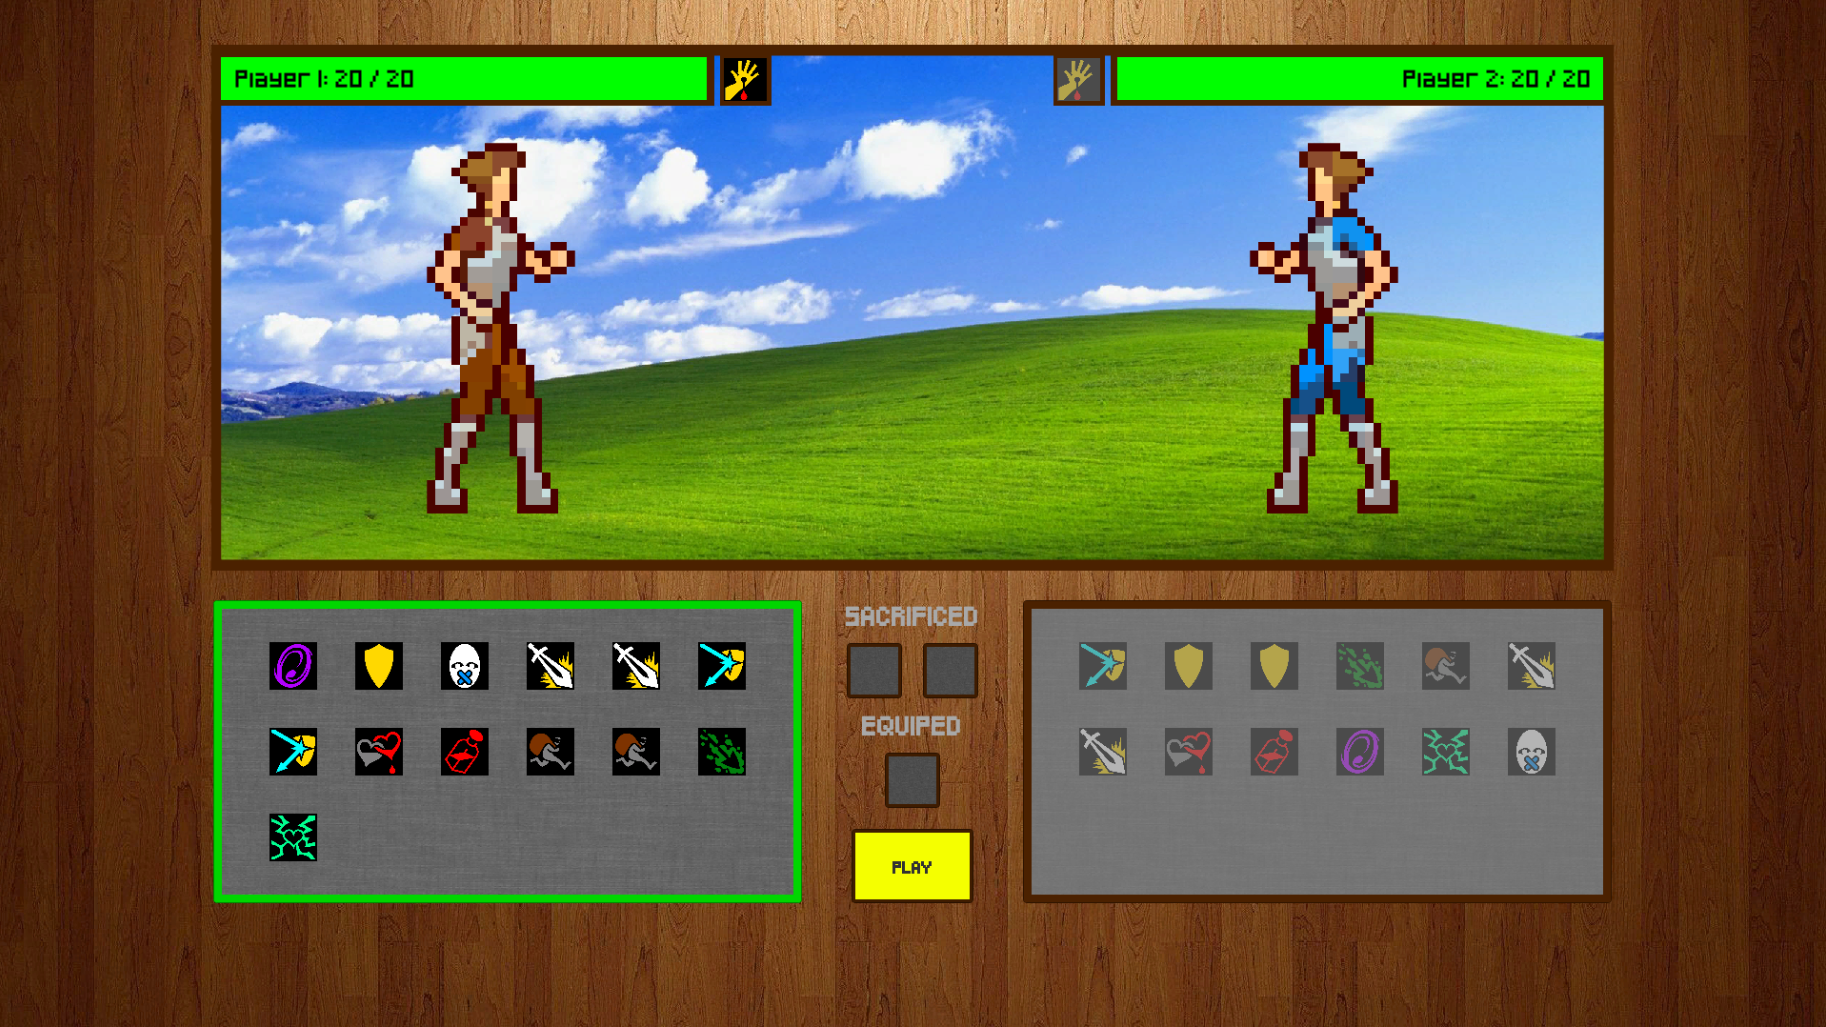 Player 1: 20 / 20
Player 2: 20 / 20
SACRIFICED
EQUIPED
PLAY